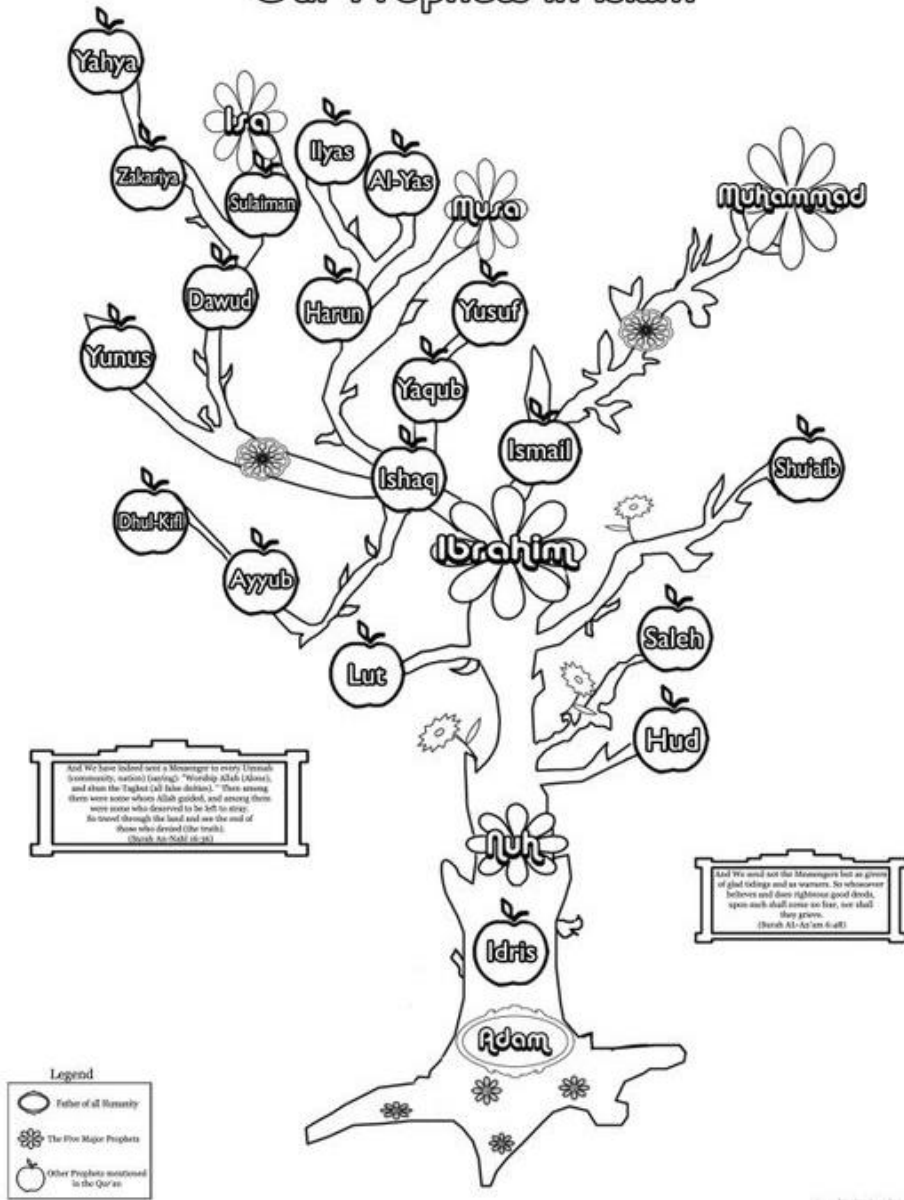 Our Prophets in Islam
Yahya
Isa
Ilyas
Zakariya
Sulaiman
Al-Yas
Musa
Muhammad
Dawud
Harun
Yusuf
Yunus
Yaqub
Ismail
Ishaq
Shu'aib
Dhul-Kifl
Ayyub
Ibrahim
Saleh
Lut
Hud
And We have indeed sent a Messenger to every Ummah
(community, nation) (saying): "Worship Allah (Alone),
and shun the Taghut (all false deities)." Then among
them were some whom Allah guided, and among them
were some who deserved to be left to stray.
So travel through the land and see the end of
those who denied (the truth).
(Surah An-Nahl 16:36)
Nuh
And We send not the Messengers but as givers
of glad tidings and as warners. So whosoever
believes and does righteous good deeds,
upon such shall come no fear, nor shall
they grieve.
(Surah Al-An'am 6:48)
Idris
Adam
Legend
Father of all Humanity
The Five Major Prophets
Other Prophets mentioned
in the Qur'an